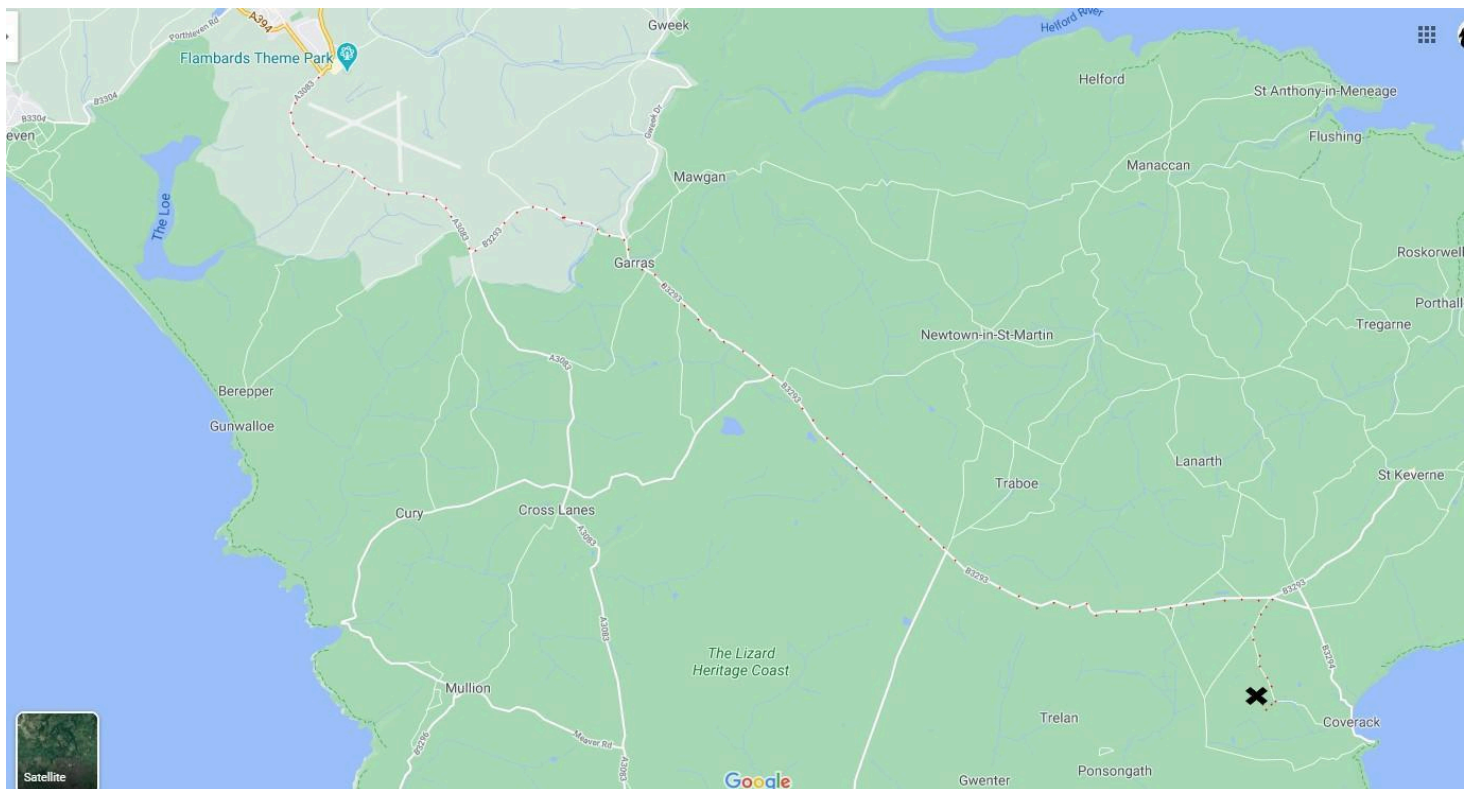 A394
Porthleven Rd
Gweek
Helford River
Flambards Theme Park
Helford
St Anthony-in-Meneage
A3083
B3304
B3304
even
Gweek Dr
Flushing
Mawgan
Manaccan
The Loe
A3083
B3293
Roskorwell
Garras
B3293
Porthall
Tregarne
Newtown-in-St-Martin
A3083
Berepper
B3293
Gunwalloe
Lanarth
St Keverne
Traboe
Cury
Cross Lanes
A3083
B3293
B3293
A3083
The Lizard
Heritage Coast
B3294
Mullion
Trelan
Coverack
B3296
Meaver Rd
A3083
Satellite
Google
Gwenter
Ponsongath